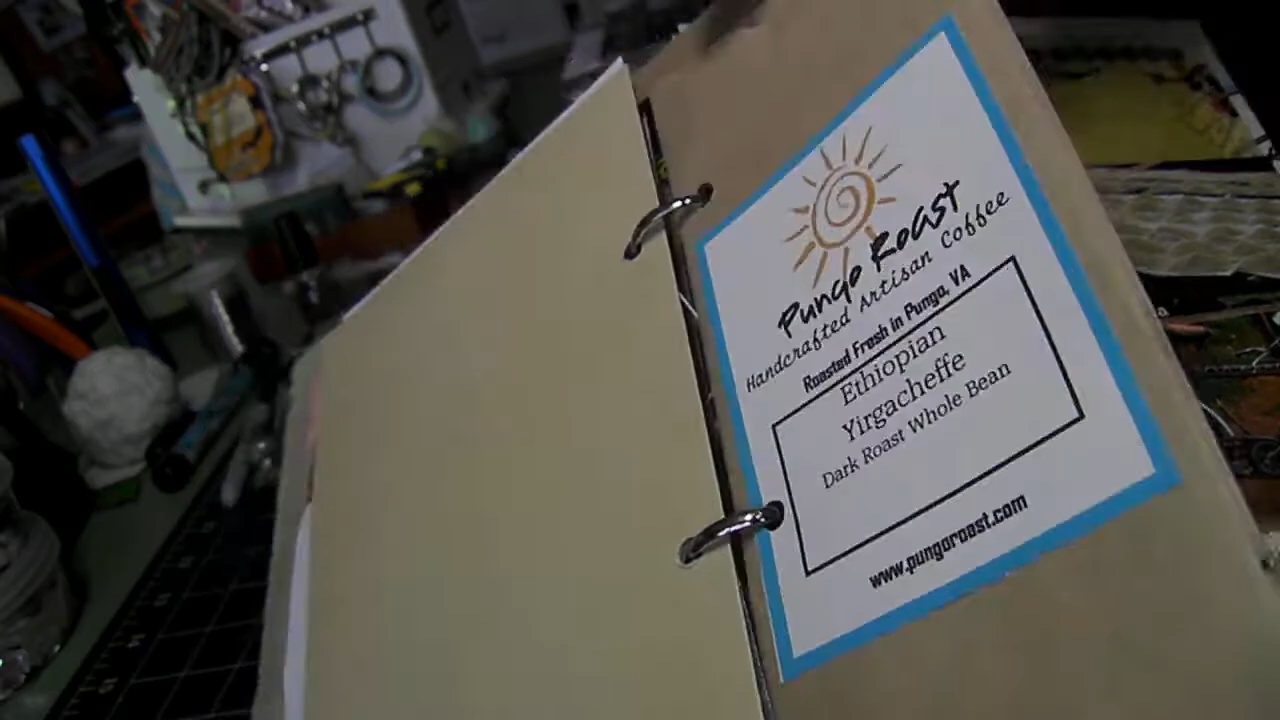 Pungo Roast
Handcrafted Artisan Coffee
Roasted Fresh in Pungo, VA
Ethiopian
Yirgacheffe
Dark Roast Whole Bean
www.pungoroast.com